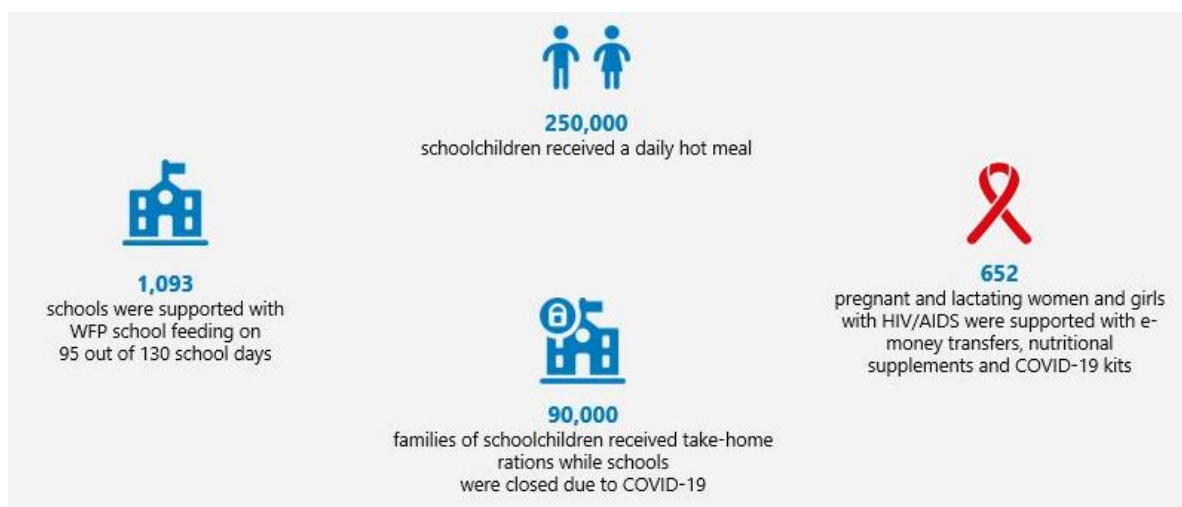 250,000
schoolchildren received a daily hot meal
1,093
schools were supported with
WFP school feeding on
95 out of 130 school days
652
pregnant and lactating women and girls
with HIV/AIDS were supported with e-
money transfers, nutritional
supplements and COVID-19 kits
90,000
families of schoolchildren received take-home
rations while schools
were closed due to COVID-19